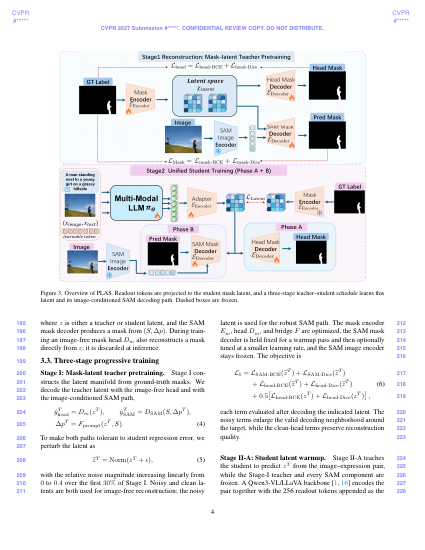 CVPR
#*****
CVPR 2027 Submission #*****. CONFIDENTIAL REVIEW COPY. DO NOT DISTRIBUTE.
CVPR
#*****
Stage1 Reconstruction: Mask-latent Teacher Pretraining
GT Label
Mask
Encoder
Latent space
Head Mask
Decoder
Head Mask
Image
SAM
Image
Encoder
SAM Mask
Decoder
Pred Mask
Stage2 Unified Student Training (Phase A + B)
A man standing
next to a young
girl on a grassy
hillside
Multi-Modal
LLM πθ
Adapter
Mask
Encoder
GT Label
learnable token
Phase B
Phase A
Image
SAM
Image
Encoder
Pred Mask
SAM Mask
Decoder
Head Mask
Decoder
Head Mask
Figure 3. Overview of PLAS. Readout tokens are projected to the student mask latent, and a three-stage teacher–student schedule learns this
latent and its image-conditioned SAM decoding path. Dashed boxes are frozen.
195 where z is either a teacher or student latent, and the SAM
196 mask decoder produces a mask from (S, Δp). During train-
197 ing an image-free mask head Dm also reconstructs a mask
198 directly from z; it is discarded at inference.
199 3.3. Three-stage progressive training
200 Stage I: Mask-latent teacher pretraining. Stage I con-
201 structs the latent manifold from ground-truth masks. We
202 decode the teacher latent with the image-free head and with
203 the image-conditioned SAM path,
204
205 (4)
206 To make both paths tolerant to student regression error, we
207 perturb the latent as
208 (5)
209 with the relative noise magnitude increasing linearly from
210 0 to 0.4 over the first 30% of Stage I. Noisy and clean la-
211 tents are both used for image-free reconstruction; the noisy
latent is used for the robust SAM path. The mask encoder 212
Em, head Dm, and bridge F are optimized, the SAM mask 213
decoder is held fixed for a warmup pass and then optionally 214
tuned at a smaller learning rate, and the SAM image encoder 215
stays frozen. The objective is 216
217
(6) 218
219
each term evaluated after decoding the indicated latent. The 220
noisy terms enlarge the valid decoding neighborhood around 221
the target, while the clean-label terms preserve reconstruction 222
quality. 223
Stage II-A: Student latent warmup. Stage II-A teaches 224
the student to predict zT from the image–expression pair, 225
while the Stage-I teacher and every SAM component are 226
frozen. A Qwen3-VL/LLaVA backbone [1, 16] encodes the 227
pair together with the 256 readout tokens appended as the 228
4